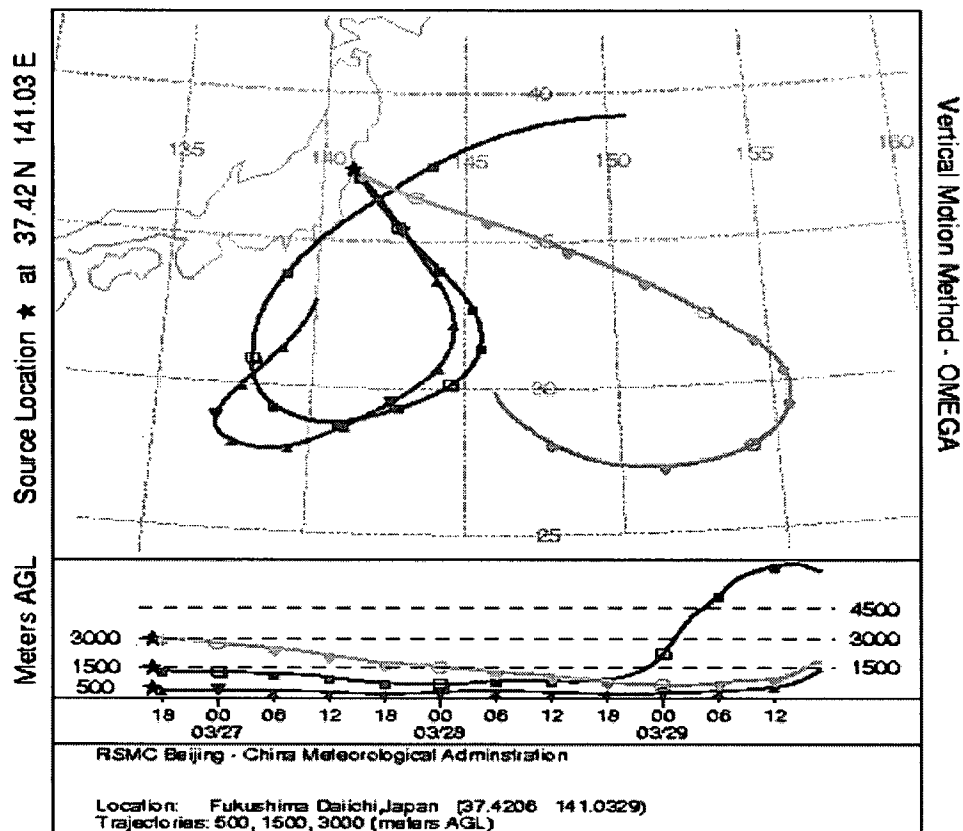 Source Location ★ at 37.42 N 141.03 E
Vertical Motion Method - OMEGA
40
135 140 145 150 155 160
35
30
25
Meters AGL
4500
3000 3000
1500 1500
500
18 00 06 12 18 00 06 12 18 00 06 12
03/27 03/28 03/29
RSMC Beijing - China Meteorological Adminstration
Location: Fukushima Daiichi,Japan (37.4206 141.0329)
Trajectories: 500, 1500, 3000 (meters AGL)